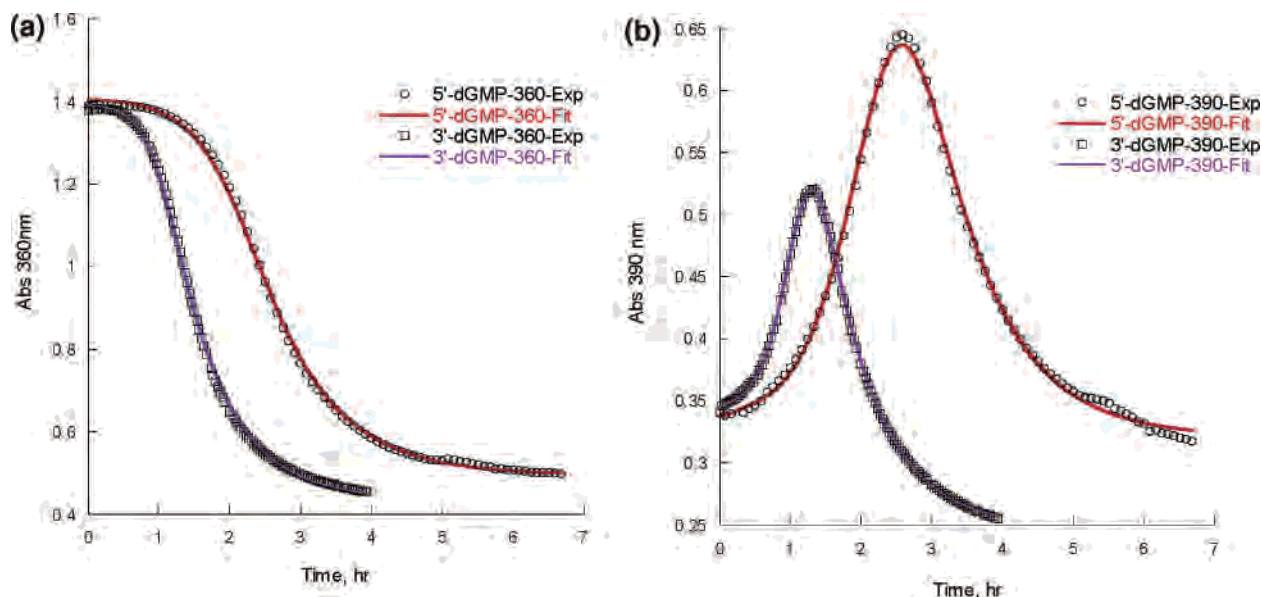 (a)
1.6
1.4
1.2
1
0.8
0.6
0.4
Abs 360nm
0 1 2 3 4 5 6 7
Time, hr
5'-dGMP-360-Exp
5'-dGMP-360-Fit
3'-dGMP-360-Exp
3'-dGMP-360-Fit
(b)
0.65
0.6
0.55
0.5
0.45
0.4
0.35
0.3
0.25
Abs 390 nm
0 1 2 3 4 5 6 7
Time, hr
5'-dGMP-390-Exp
5'-dGMP-390-Fit
3'-dGMP-390-Exp
3'-dGMP-390-Fit